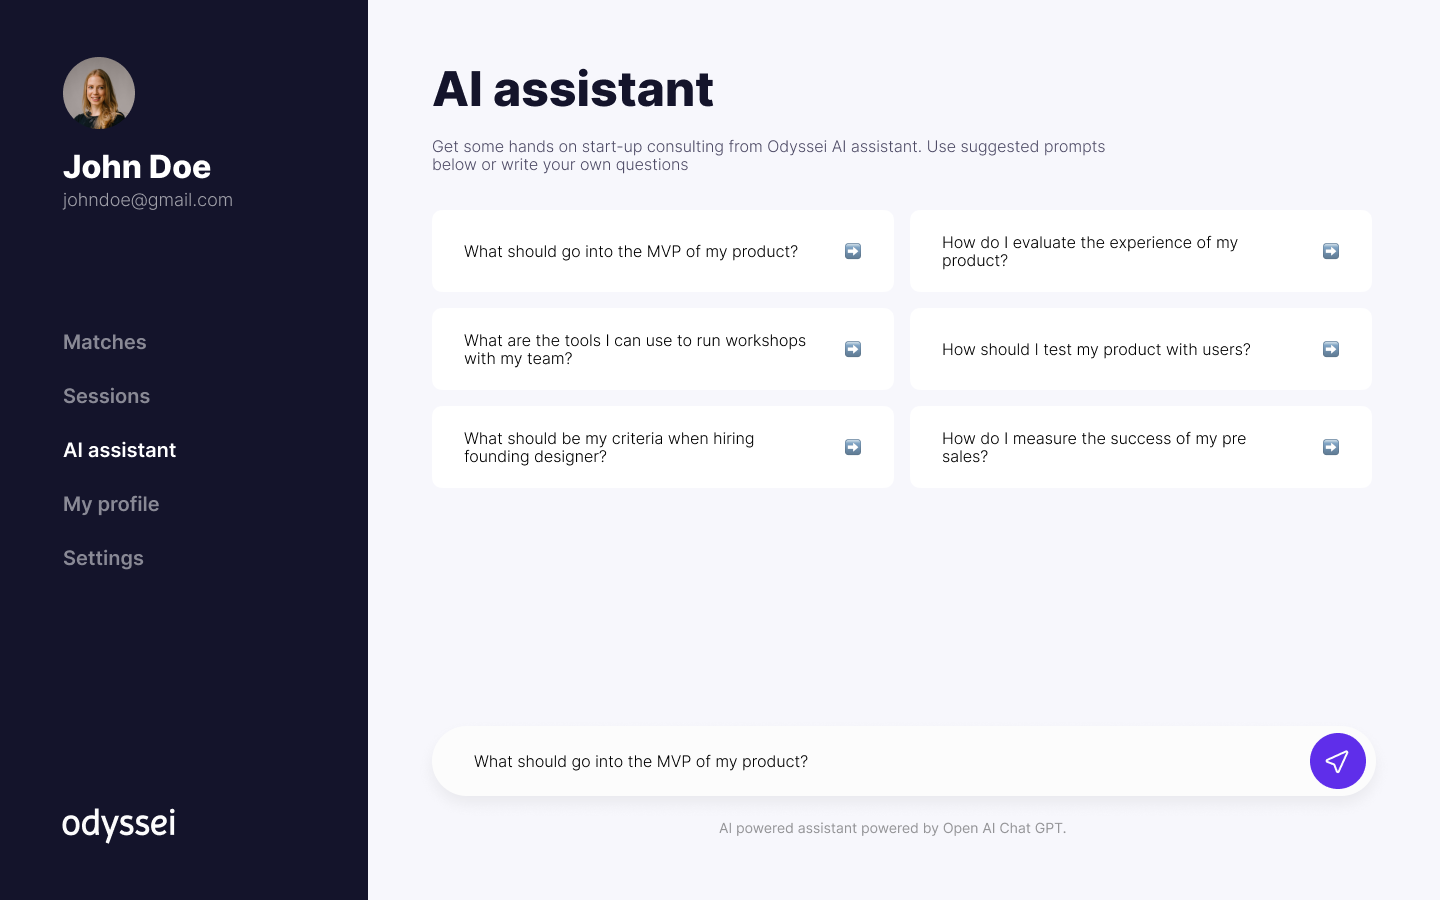 John Doe
johndoe@gmail.com
Matches
Sessions
AI assistant
My profile
Settings
odyssei
AI assistant
Get some hands on start-up consulting from Odyssei AI assistant. Use suggested prompts
below or write your own questions
What should go into the MVP of my product?
How do I evaluate the experience of my
product?
What are the tools I can use to run workshops
with my team?
How should I test my product with users?
What should be my criteria when hiring
founding designer?
How do I measure the success of my pre
sales?
What should go into the MVP of my product?
AI powered assistant powered by Open AI Chat GPT.